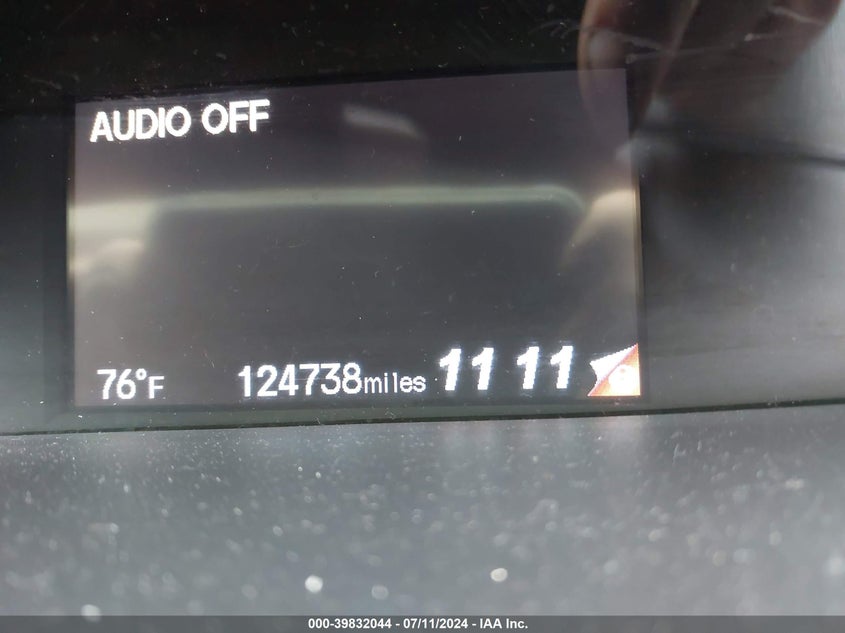 AUDIO OFF
76°F 124738miles 11 11
000-39832044 - 07/11/2024 - IAA Inc.